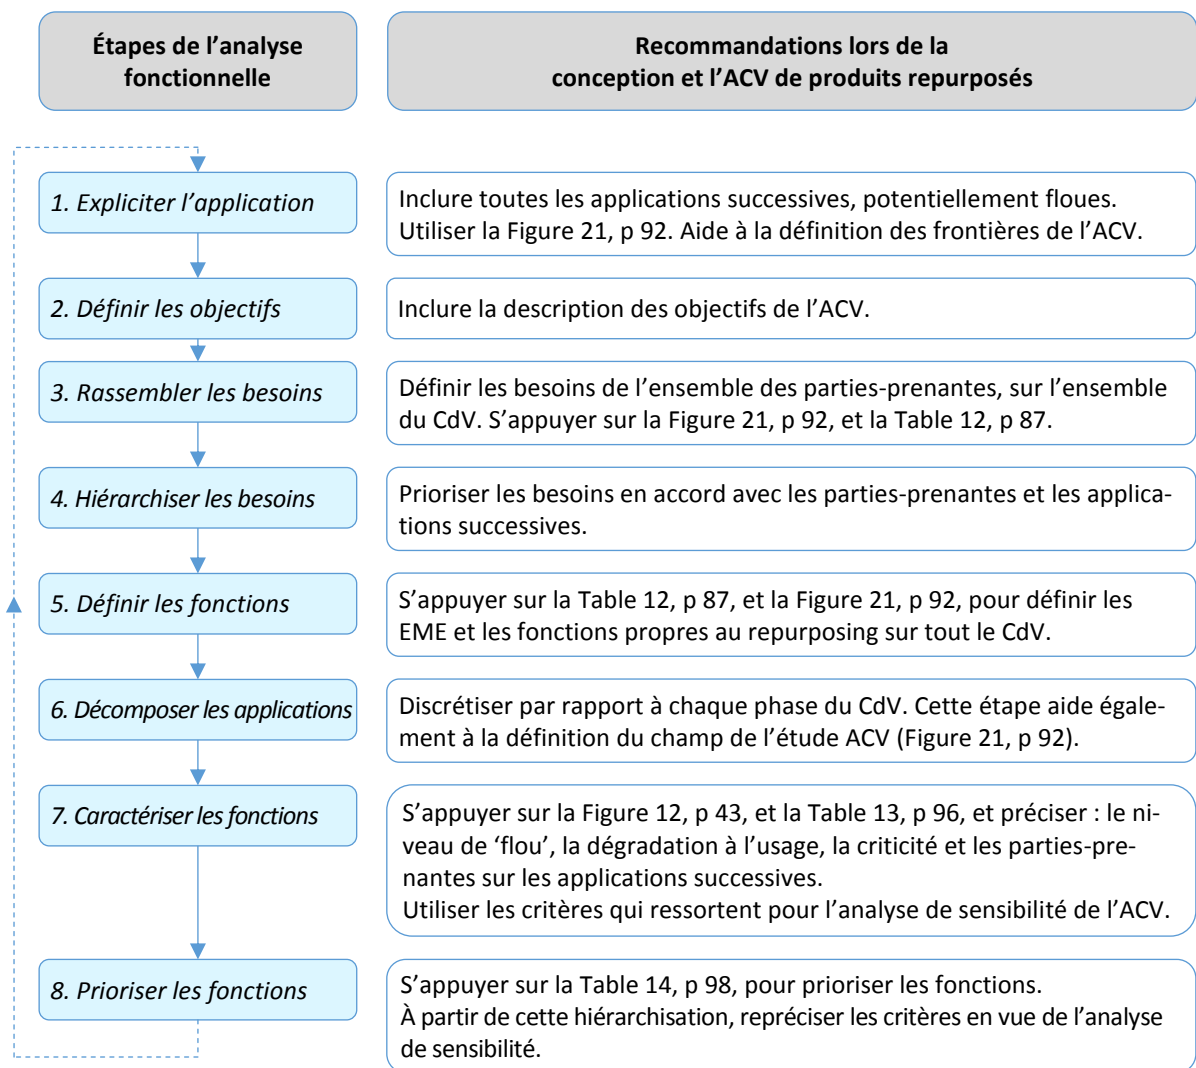 Étapes de l’analyse
fonctionnelle
Recommandations lors de la
conception et l’ACV de produits repurposés
1. Expliciter l’application
Inclure toutes les applications successives, potentiellement floues.
Utiliser la Figure 21, p 92. Aide à la définition des frontières de l’ACV.
2. Définir les objectifs
Inclure la description des objectifs de l’ACV.
3. Rassembler les besoins
Définir les besoins de l’ensemble des parties-prenantes, sur l’ensemble
du CdV. S’appuyer sur la Figure 21, p 92, et la Table 12, p 87.
4. Hiérarchiser les besoins
Prioriser les besoins en accord avec les parties-prenantes et les applica-
tions successives.
5. Définir les fonctions
S’appuyer sur la Table 12, p 87, et la Figure 21, p 92, pour définir les
EME et les fonctions propres au repurposing sur tout le CdV.
6. Décomposer les applications
Discrétiser par rapport à chaque phase du CdV. Cette étape aide égale-
ment à la définition du champ de l’étude ACV (Figure 21, p 92).
7. Caractériser les fonctions
S’appuyer sur la Figure 12, p 43, et la Table 13, p 96, et préciser : le ni-
veau de ‘flou’, la dégradation à l’usage, la criticité et les parties-pre-
nantes sur les applications successives.
Utiliser les critères qui ressortent pour l’analyse de sensibilité de l’ACV.
8. Prioriser les fonctions
S’appuyer sur la Table 14, p 98, pour prioriser les fonctions.
À partir de cette hiérarchisation, repréciser les critères en vue de l’analyse
de sensibilité.